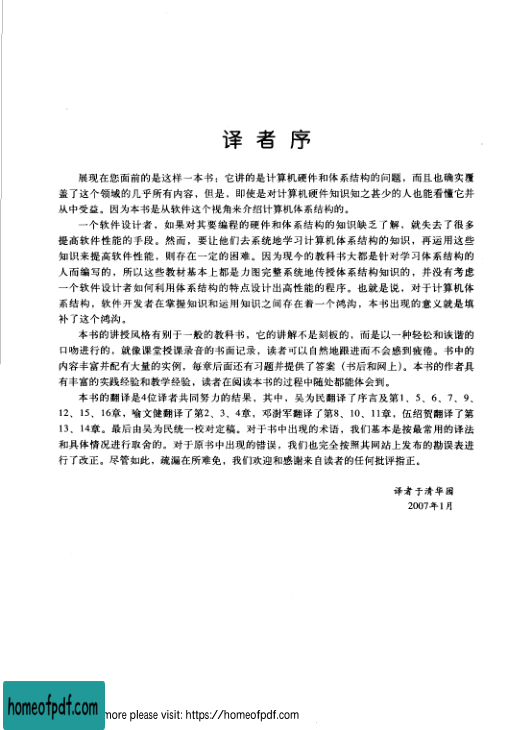 译者序
展现在您面前的是这样一本书：它讲的是计算机硬件和体系结构的问题，而且也确实覆
盖了这个领域的几乎所有内容，但是，即使是对计算机硬件知识知之甚少的人也能看懂它并
从中受益。因为本书是从软件这个视角来介绍计算机体系结构的。
一个软件设计者，如果对其要编程的硬件和体系结构的知识缺乏了解，就失去了很多
提高软件性能的手段。然而，要让他们去系统地学习计算机体系结构的知识，再运用这些
知识来提高软件性能，则存在一定的困难。因为现今的教科书大都是针对学习体系结构的
人而编写的，所以这些教材基本上都是力图完整系统地传授体系结构知识的，并没有考虑
一个软件设计者如何利用体系结构的特点设计出高性能的程序。也就是说，对于计算机体
系结构，软件开发者在掌握知识和运用知识之间存在着一个鸿沟，本书出现的意义就是填
补了这个鸿沟。
本书的讲授风格有别于一般的教科书，它的讲解不是刻板的，而是以一种轻松和诙谐的
口吻进行的，就像课堂授课录音的书面记录，读者可以自然地跟进而不会感到疲倦。书中的
内容丰富并配有大量的实例，每章后面还有习题并提供了答案（书后和网上）。本书的作者具
有丰富的实践经验和教学经验，读者在阅读本书的过程中随处都能体会到。
本书的翻译是4位译者共同努力的结果，其中，吴为民翻译了序言及第1、5、6、7、9、
12、15、16章，喻文健翻译了第2、3、4章，邓澍军翻译了第8、10、11章，伍绍贺翻译了第
13、14章。最后由吴为民统一校对定稿。对于书中出现的术语，我们基本是按最常用的译法
和具体情况进行取舍的。对于原书中出现的错误，我们也完全按照其网站上发布的勘误表进
行了改正。尽管如此，疏漏在所难免，我们欢迎和感谢来自读者的任何批评指正。
译者于清华园
2007年1月
homeofpdf.com
more please visit: https://homeofpdf.com